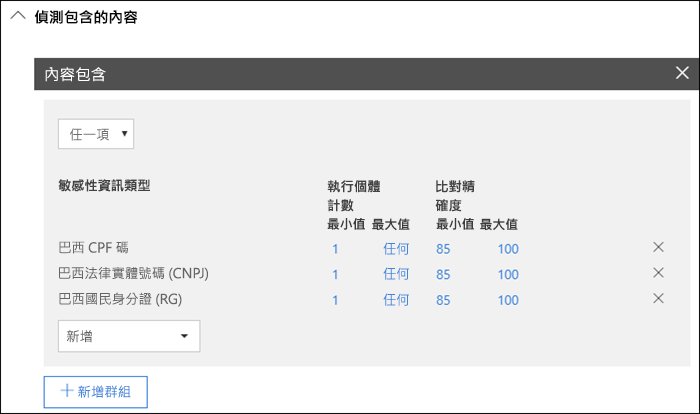 偵測包含的內容
內容包含
任一項
敏感性資訊類型 執行個體計數 比對精確度
最小值 最大值 最小值 最大值
巴西 CPF 碼 1 任何 85 100
巴西法律實體號碼 (CNPJ) 1 任何 85 100
巴西國民身分證 (RG) 1 任何 85 100
新增
新增群組